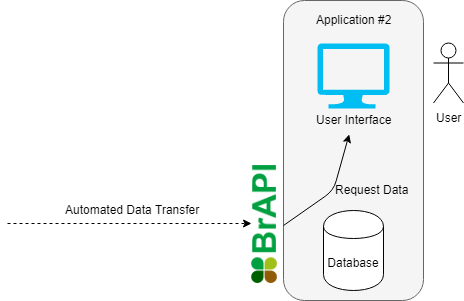 Application #2
User Interface
User
Request Data
Automated Data Transfer
BrAPI
Database